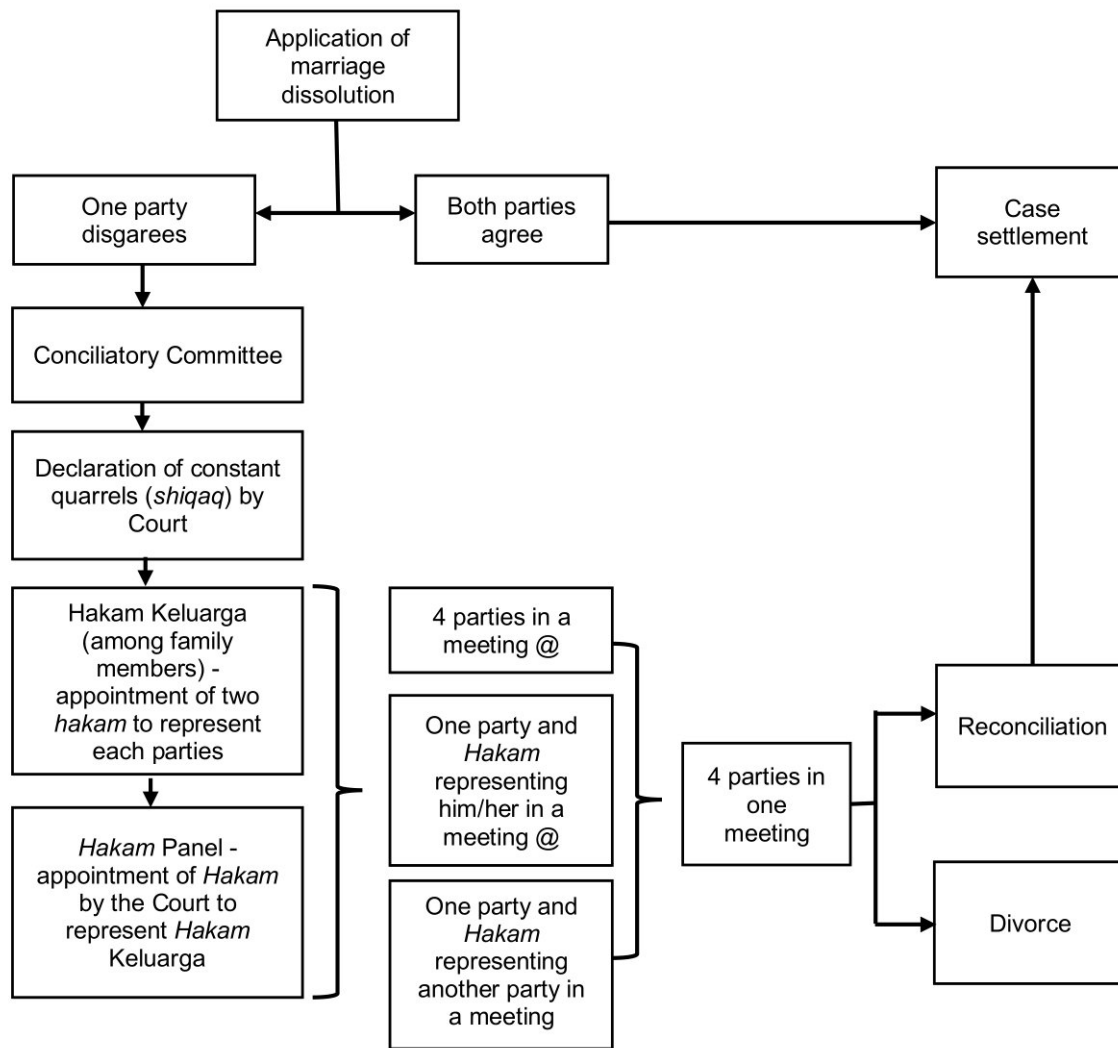 Application of
marriage
dissolution
One party
disgarees
Both parties
agree
Case
settlement
Conciliatory Committee
Declaration of constant
quarrels (shiqaq) by
Court
Hakam Keluarga
(among family
members) -
appointment of two
hakam to represent
each parties
Hakam Panel -
appointment of Hakam
by the Court to
represent Hakam
Keluarga
4 parties in a
meeting @
One party and
Hakam
representing
him/her in a
meeting @
One party and
Hakam
representing
another party in
a meeting
4 parties in
one
meeting
Reconciliation
Divorce